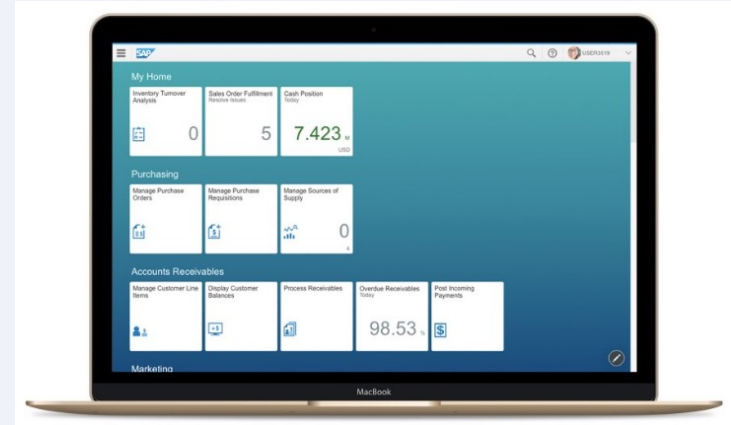 SAP
USER3019
My Home
Inventory Turnover
Analysis
0
Sales Order Fulfillment
Resolve Issues
5
Cash Position
Today
7.423 M
USD
Purchasing
Manage Purchase
Orders
Manage Purchase
Requisitions
Manage Sources of
Supply
0
Accounts Receivables
Manage Customer Line
Items
Display Customer
Balances
Process Receivables
Overdue Receivables
Today
98.53 %
Post Incoming
Payments
Marketing
MacBook